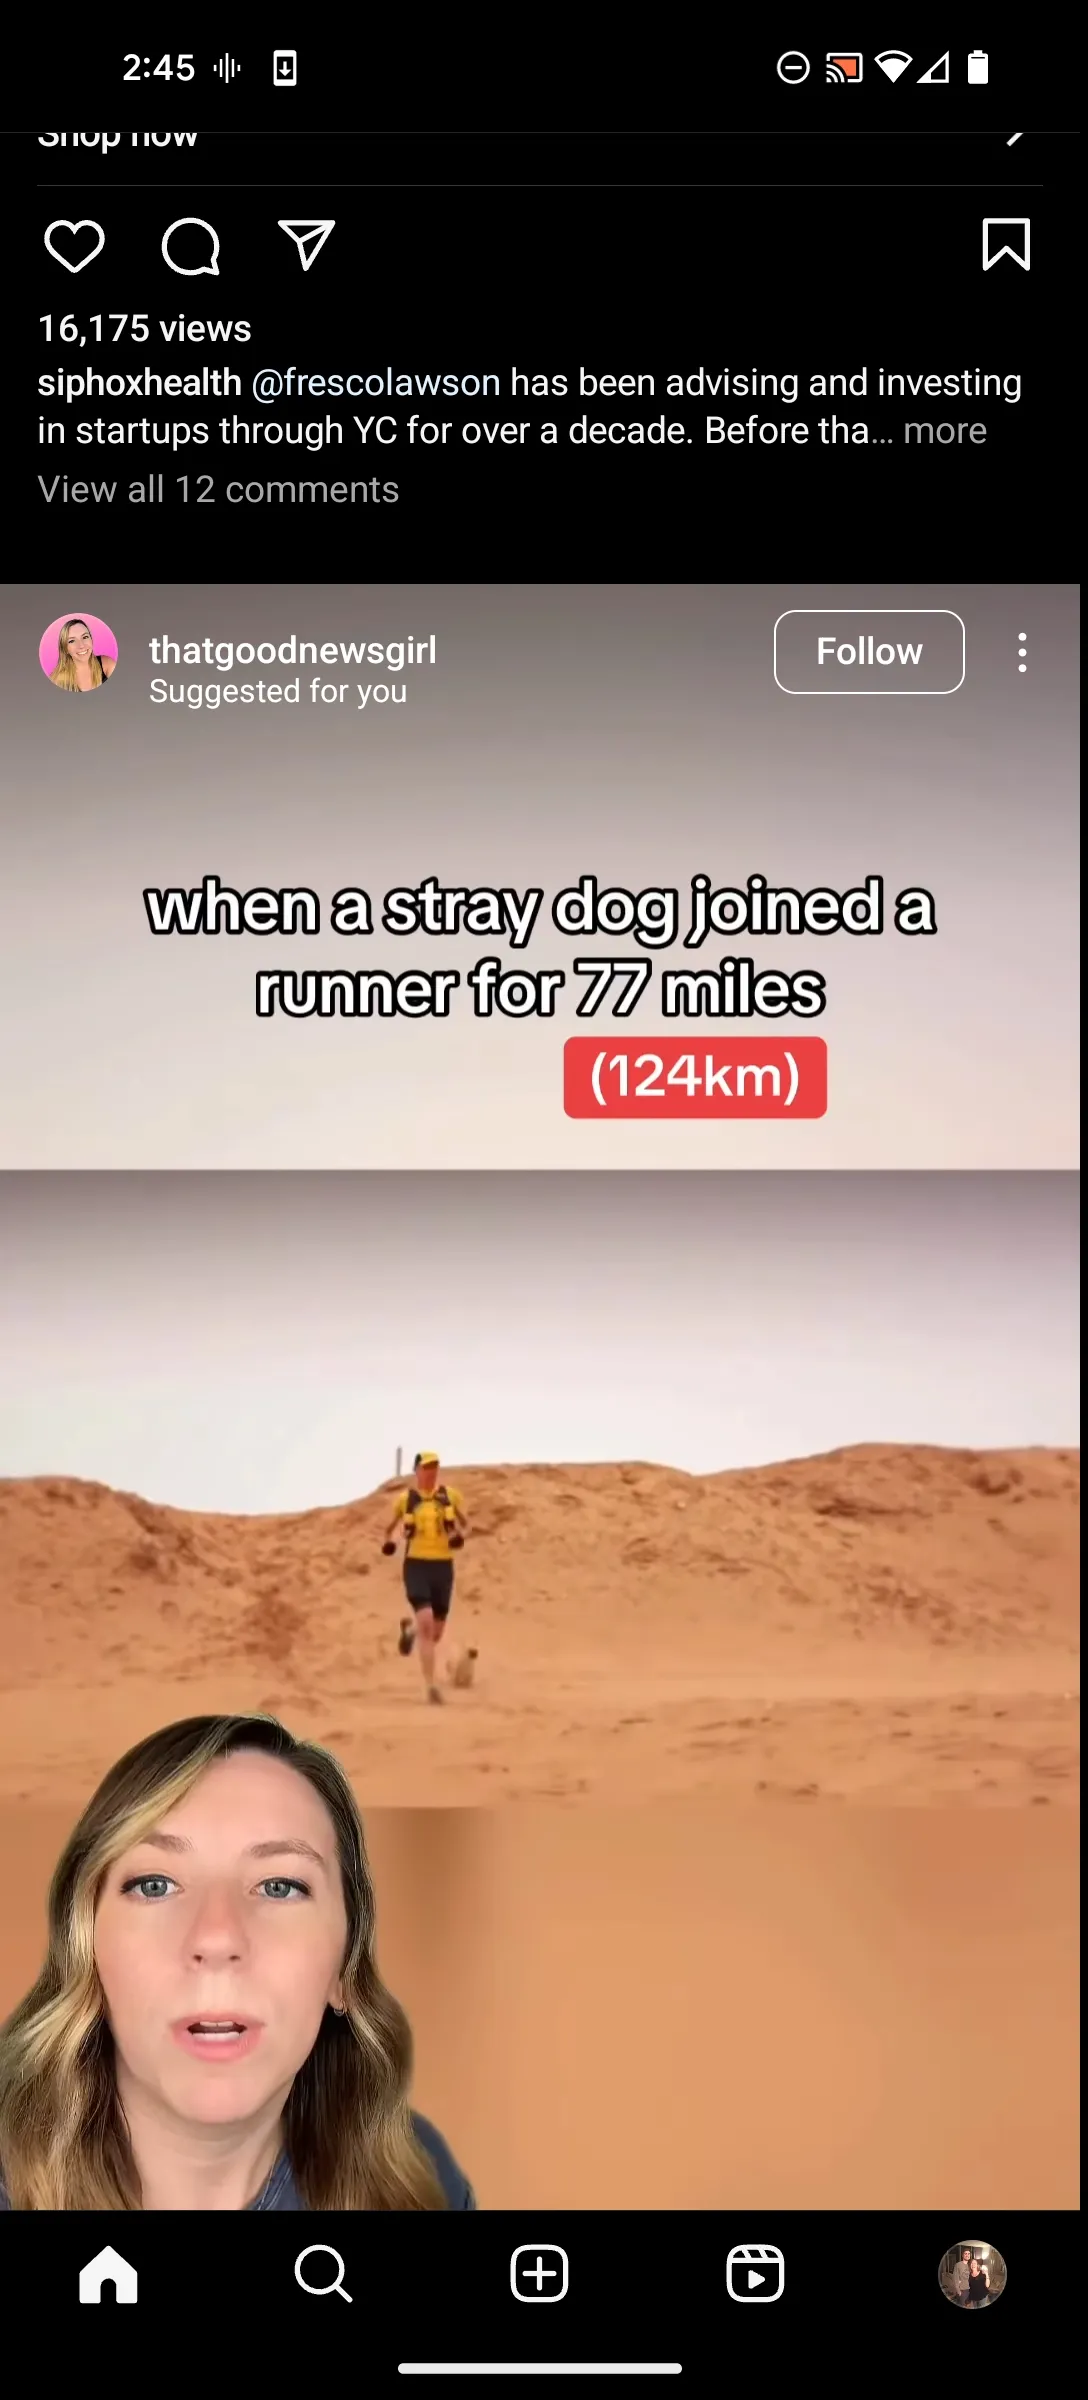 2:45
Shop now
16,175 views
siphoxhealth @frescolawson has been advising and investing
in startups through YC for over a decade. Before tha... more
View all 12 comments
thatgoodnewsgirl
Suggested for you
Follow
when a stray dog joined a
runner for 77 miles
(124km)